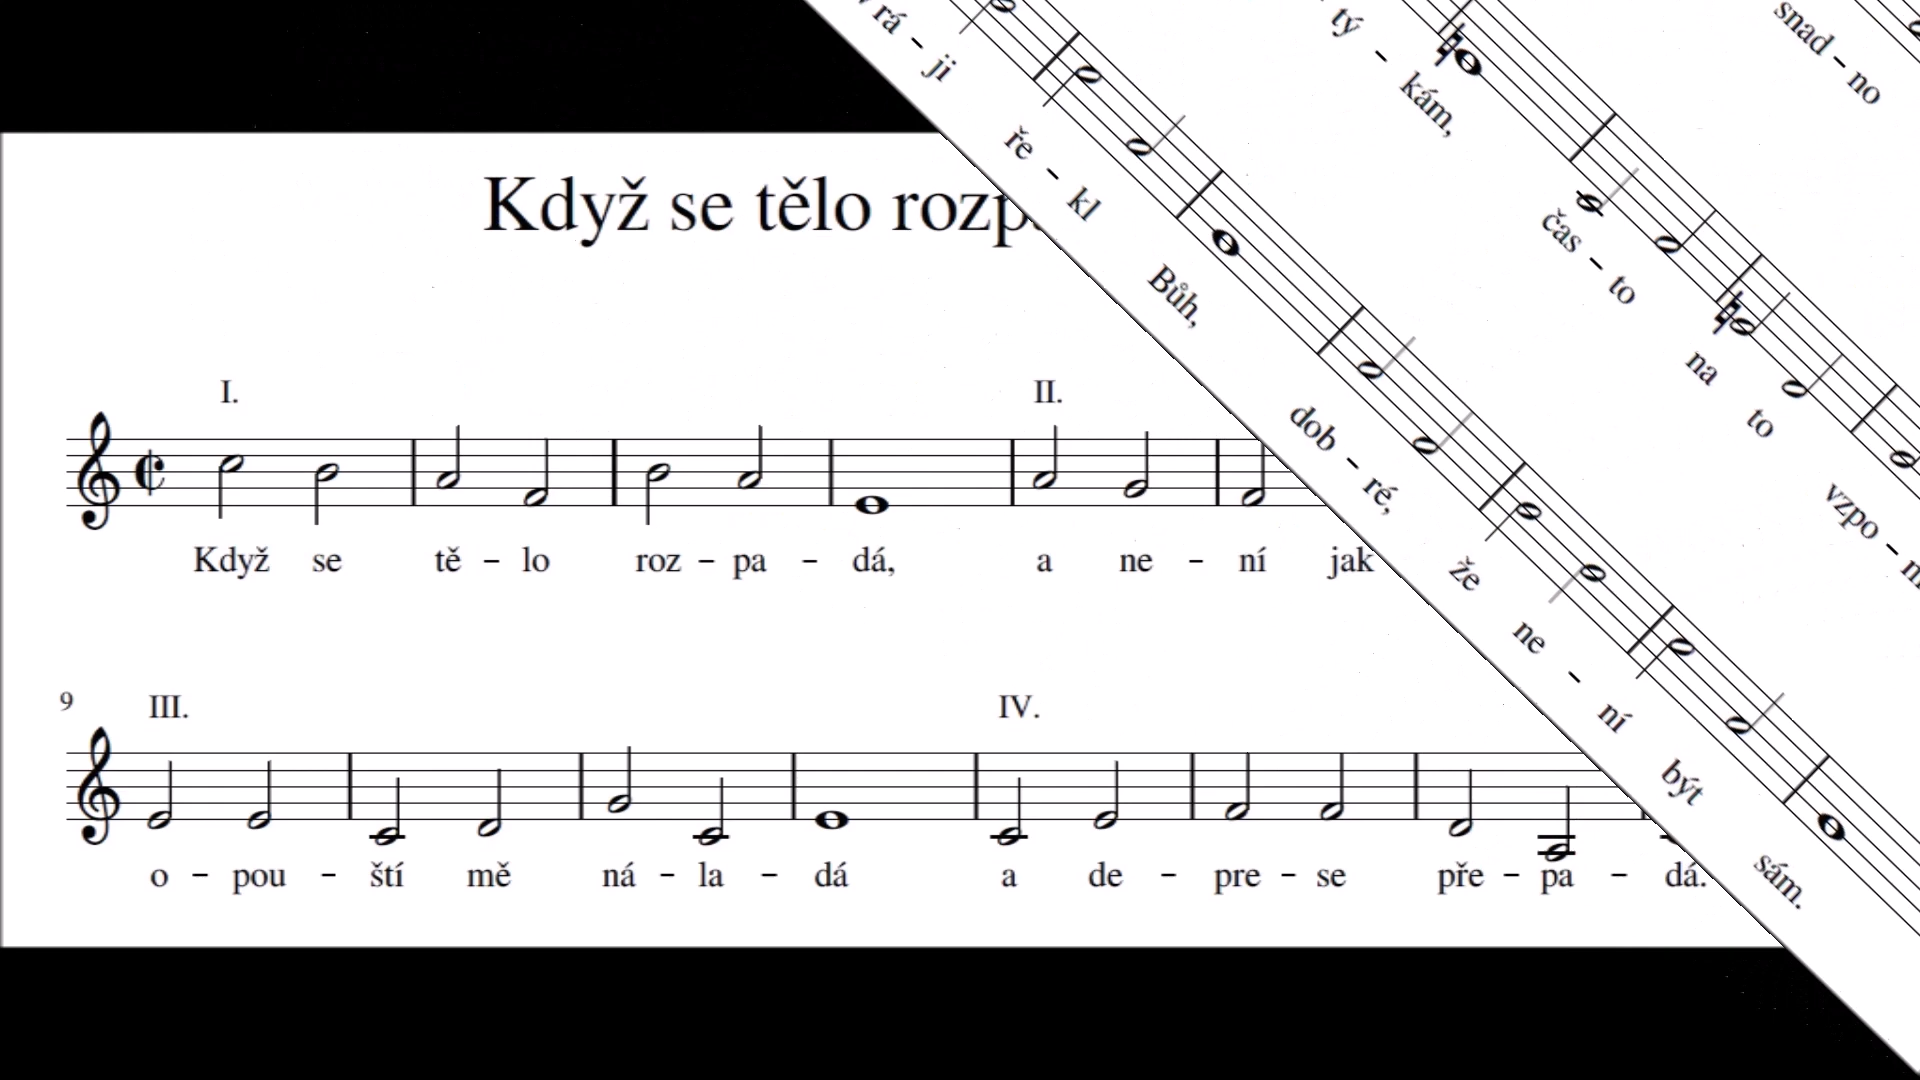 Když se tělo rozp
I. II.
Když se tě - lo roz - pa - dá, a ne - ní jak
9 III. IV.
o - pou - ští mě ná - la - dá a de - pre - se pře - pa - dá.
rá - ji ře - kl Bůh, dob - ré, že ne - ní být sám.
tý - kám, čas - to na to vzpo -
snad - no